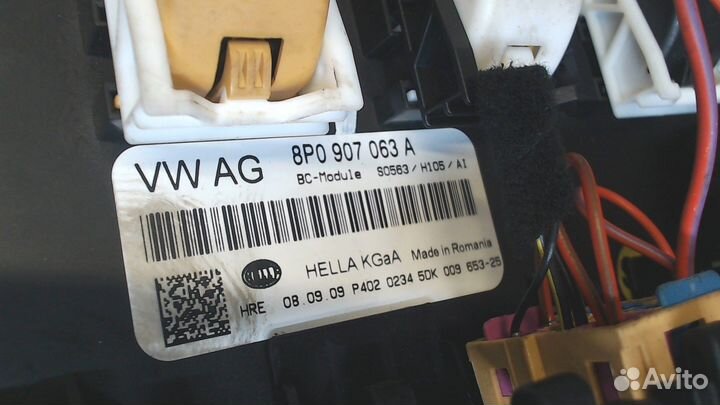 VW AG 8P0 907 063 A
BC-Module S0563/H105/AI
HELLA KGaA Made in Romania
HRE 08.09.09 P402 0234 5DK 009 653-25
Avito